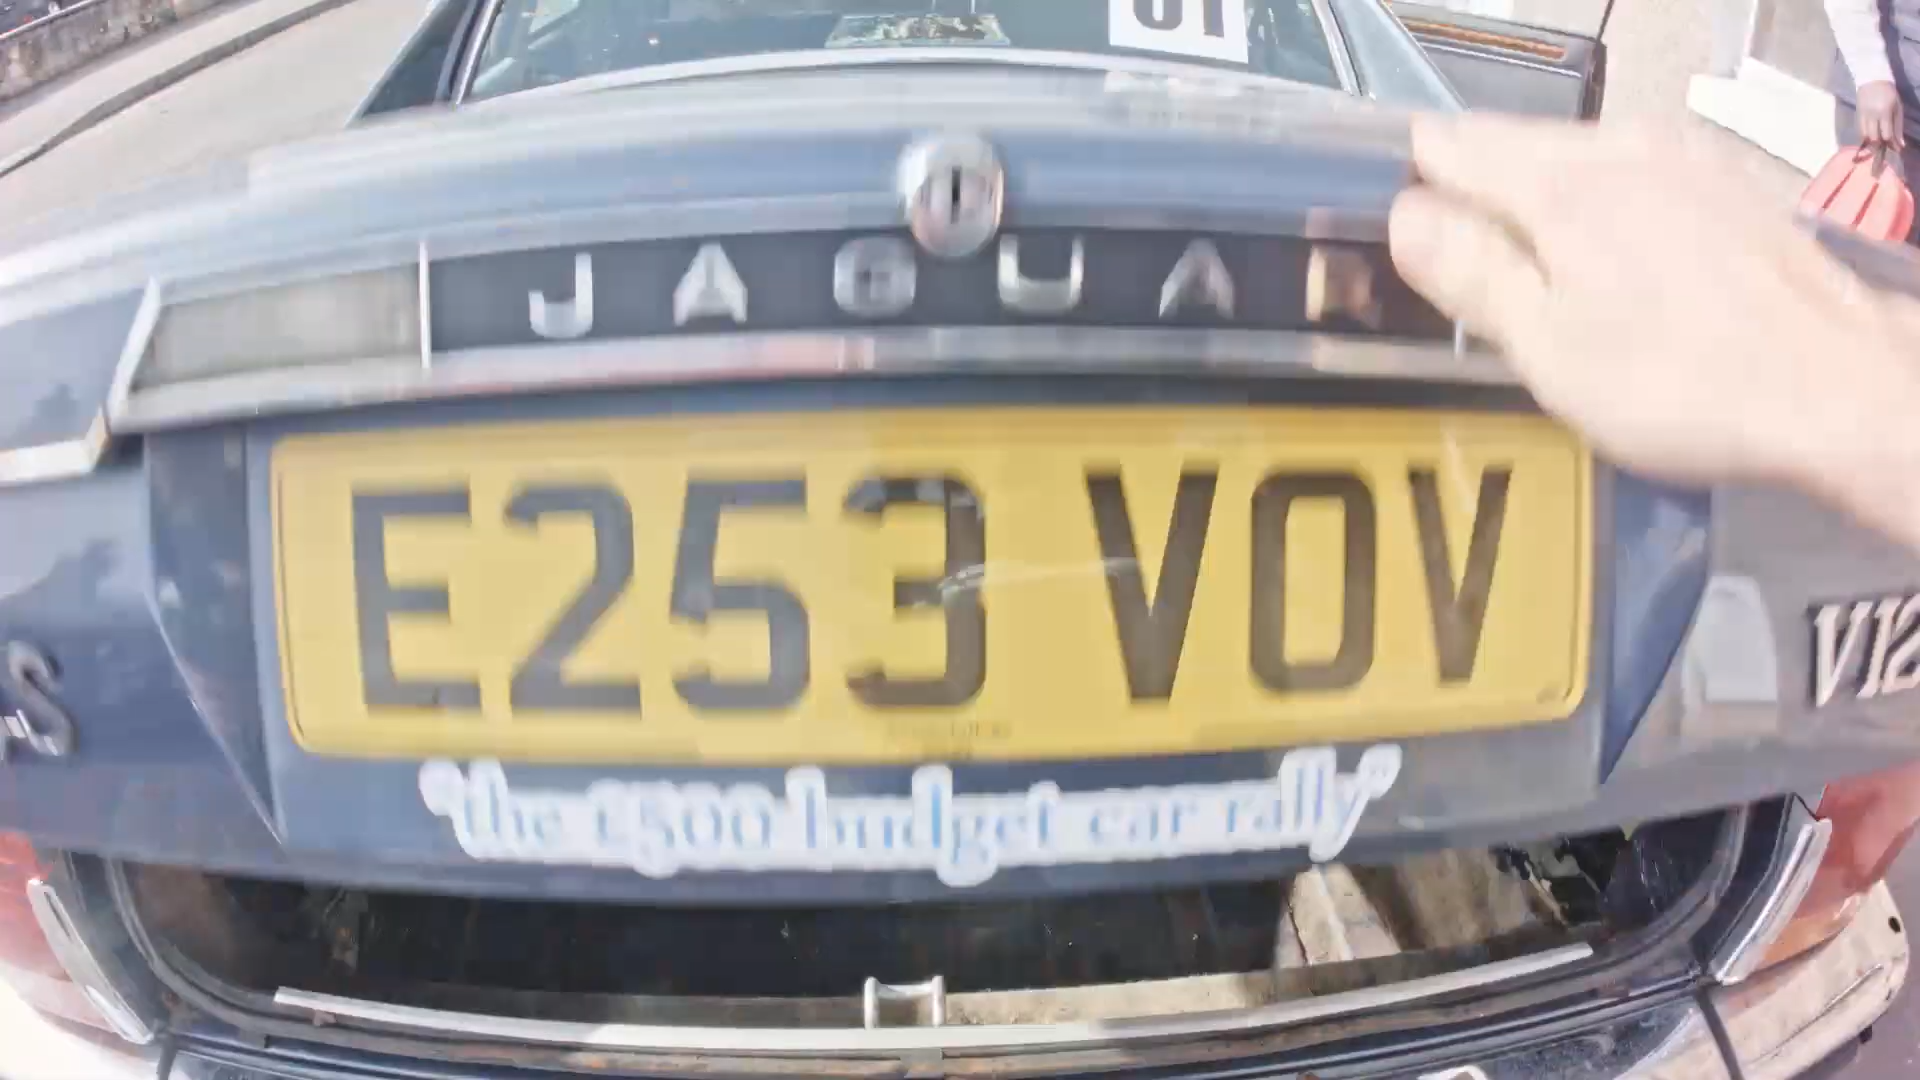 JAGUAR
E253 VOV
S
V12
"the £500 budget car rally"